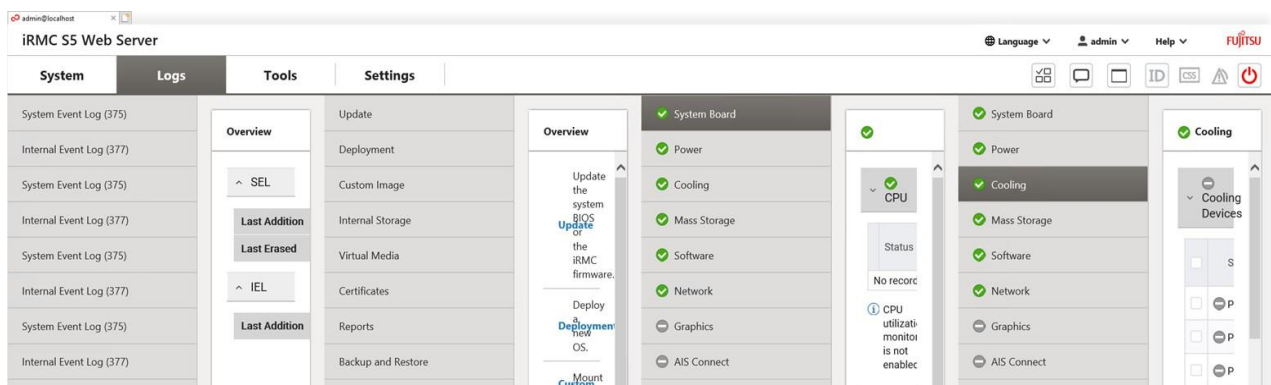 admin@localhost
iRMC S5 Web Server
Language
admin
Help
FUJITSU
System
Logs
Tools
Settings
ID
CSS
System Event Log (375)
Internal Event Log (377)
System Event Log (375)
Internal Event Log (377)
System Event Log (375)
Internal Event Log (377)
System Event Log (375)
Internal Event Log (377)
Overview
SEL
Last Addition
Last Erased
IEL
Last Addition
Update
Deployment
Custom Image
Internal Storage
Virtual Media
Certificates
Reports
Backup and Restore
Overview
Update
the
system
BIOS
Update
or
the
iRMC
firmware.
Deploy
a
Deployment
new
OS.
Mount
Custom
System Board
Power
Cooling
Mass Storage
Software
Network
Graphics
AIS Connect
CPU
Status
No record
CPU
utilizati
monitor
is not
enabled
System Board
Power
Cooling
Mass Storage
Software
Network
Graphics
AIS Connect
Cooling
Cooling
Devices
S
P
P
P